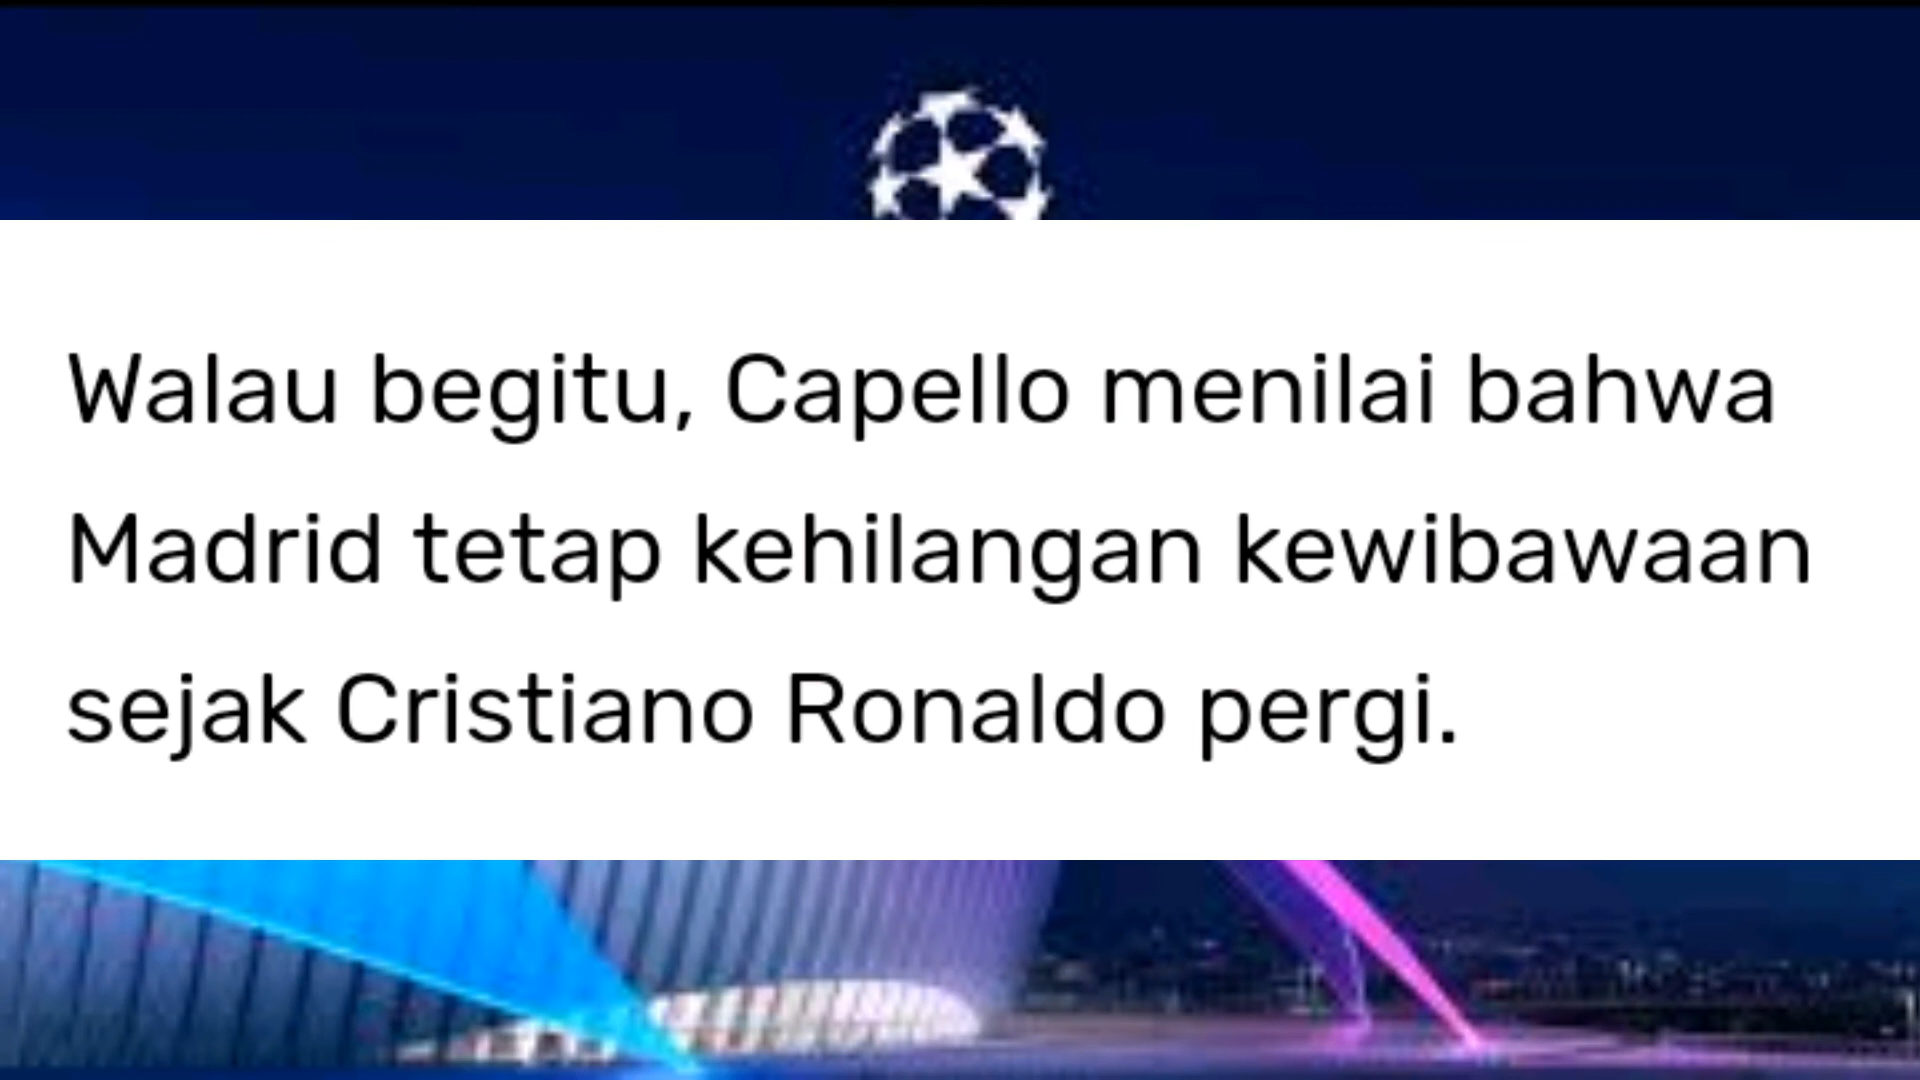 Walau begitu, Capello menilai bahwa
Madrid tetap kehilangan kewibawaan
sejak Cristiano Ronaldo pergi.